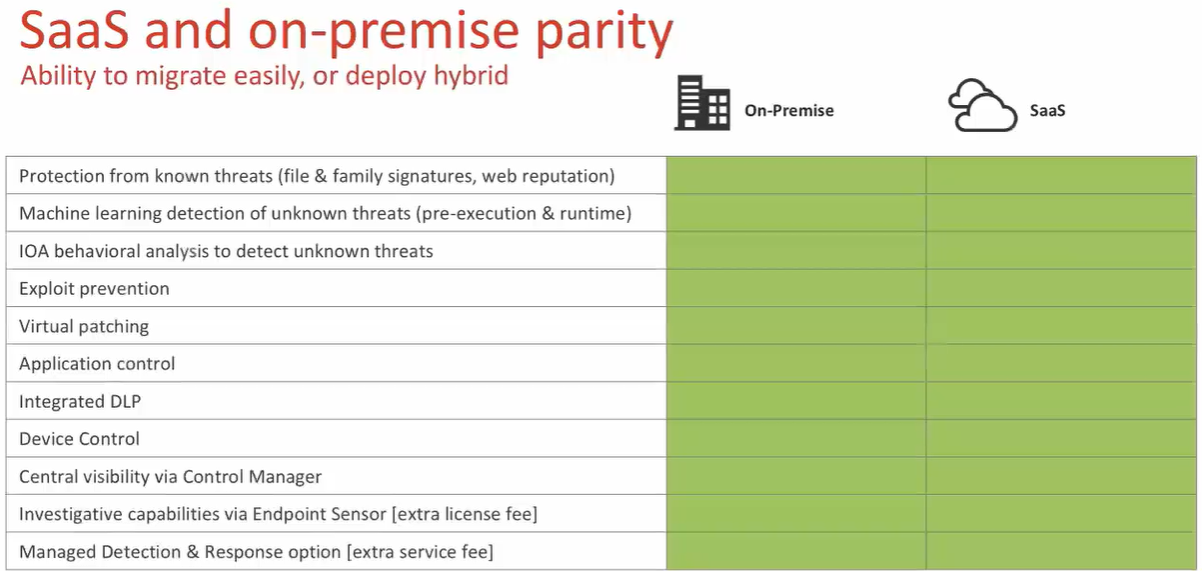 SaaS and on-premise parity
Ability to migrate easily, or deploy hybrid
On-Premise
SaaS
Protection from known threats (file & family signatures, web reputation)
Machine learning detection of unknown threats (pre-execution & runtime)
IOA behavioral analysis to detect unknown threats
Exploit prevention
Virtual patching
Application control
Integrated DLP
Device Control
Central visibility via Control Manager
Investigative capabilities via Endpoint Sensor [extra license fee]
Managed Detection & Response option [extra service fee]